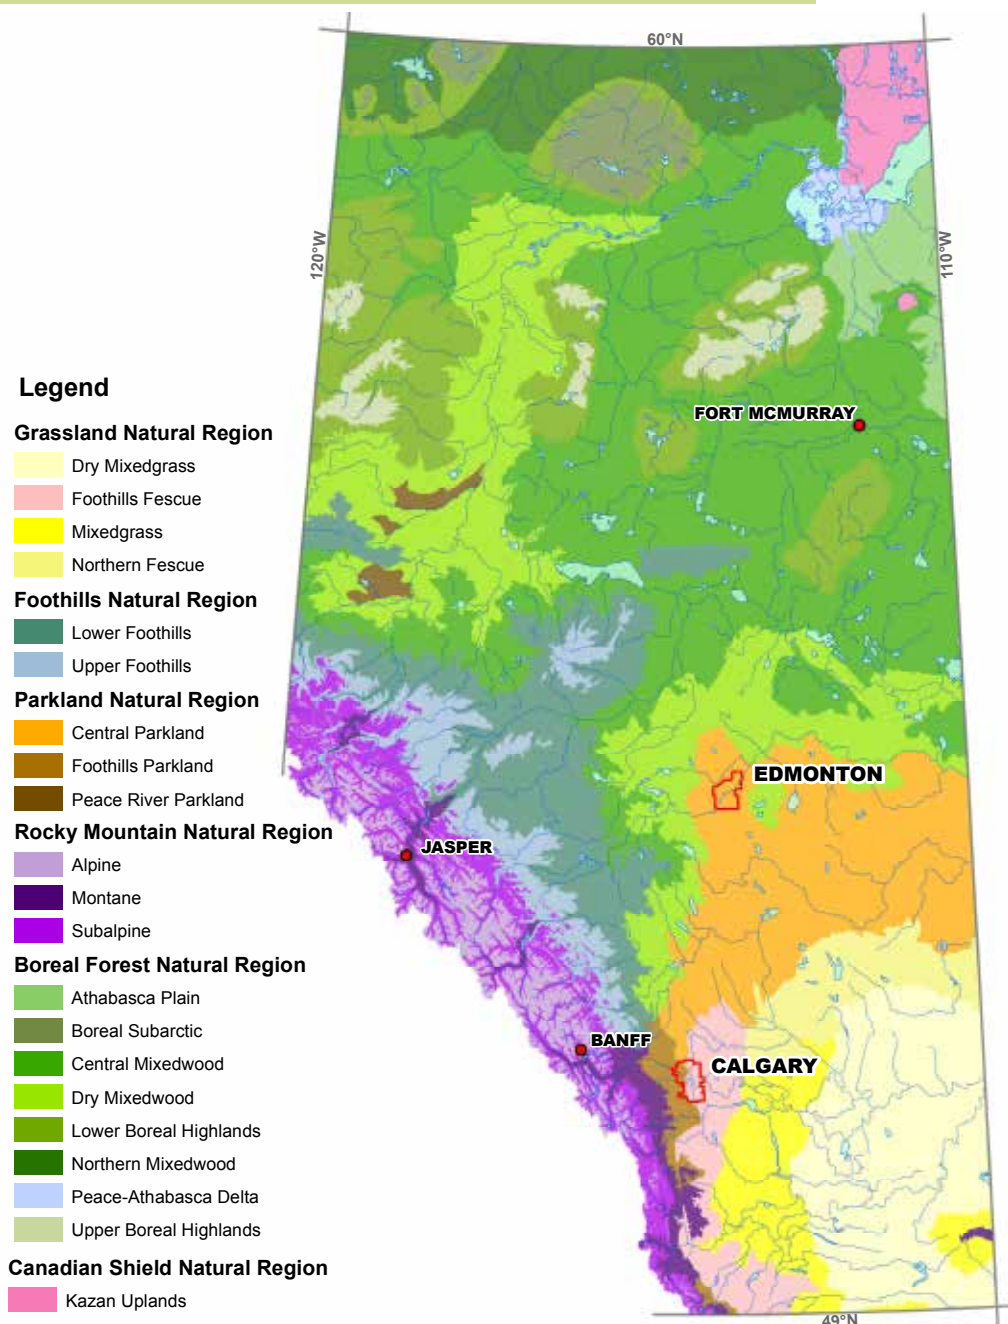 60°N
120°W
110°W
FORT MCMURRAY
EDMONTON
JASPER
BANFF
CALGARY
49°N
Legend
Grassland Natural Region
Dry Mixedgrass
Foothills Fescue
Mixedgrass
Northern Fescue
Foothills Natural Region
Lower Foothills
Upper Foothills
Parkland Natural Region
Central Parkland
Foothills Parkland
Peace River Parkland
Rocky Mountain Natural Region
Alpine
Montane
Subalpine
Boreal Forest Natural Region
Athabasca Plain
Boreal Subarctic
Central Mixedwood
Dry Mixedwood
Lower Boreal Highlands
Northern Mixedwood
Peace-Athabasca Delta
Upper Boreal Highlands
Canadian Shield Natural Region
Kazan Uplands